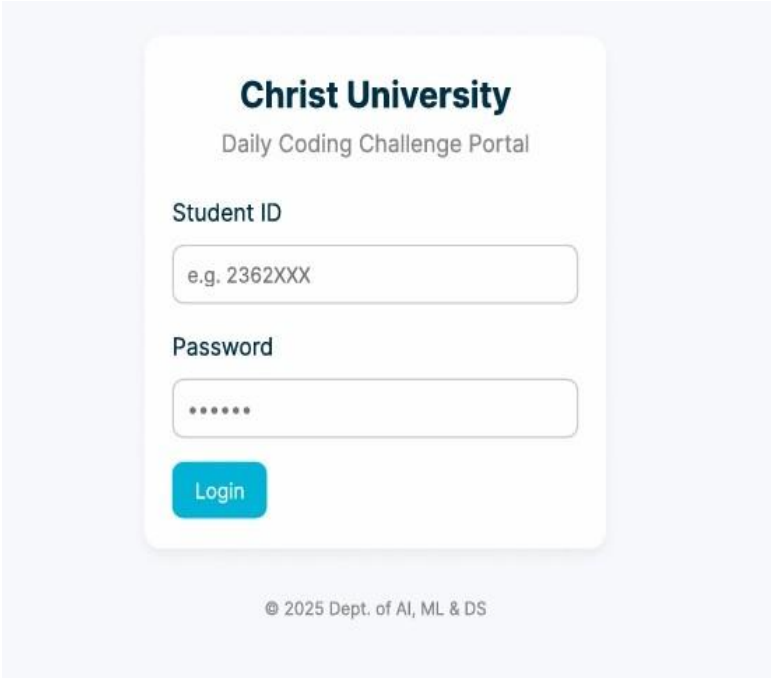 Christ University
Daily Coding Challenge Portal
Student ID
e.g. 2362XXX
Password
••••••
Login
© 2025 Dept. of AI, ML & DS